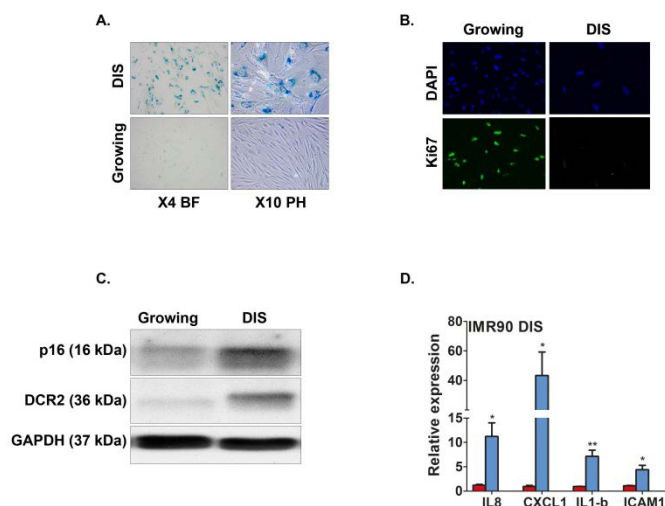 A.
DIS
Growing
X4 BF
X10 PH
B.
Growing DIS
DAPI
Ki67
C.
Growing DIS
p16 (16 kDa)
DCR2 (36 kDa)
GAPDH (37 kDa)
D.
IMR90 DIS
Relative expression
80
60
40
20
15
10
5
0
*
*
**
*
IL8 CXCL1 IL1-b ICAM1